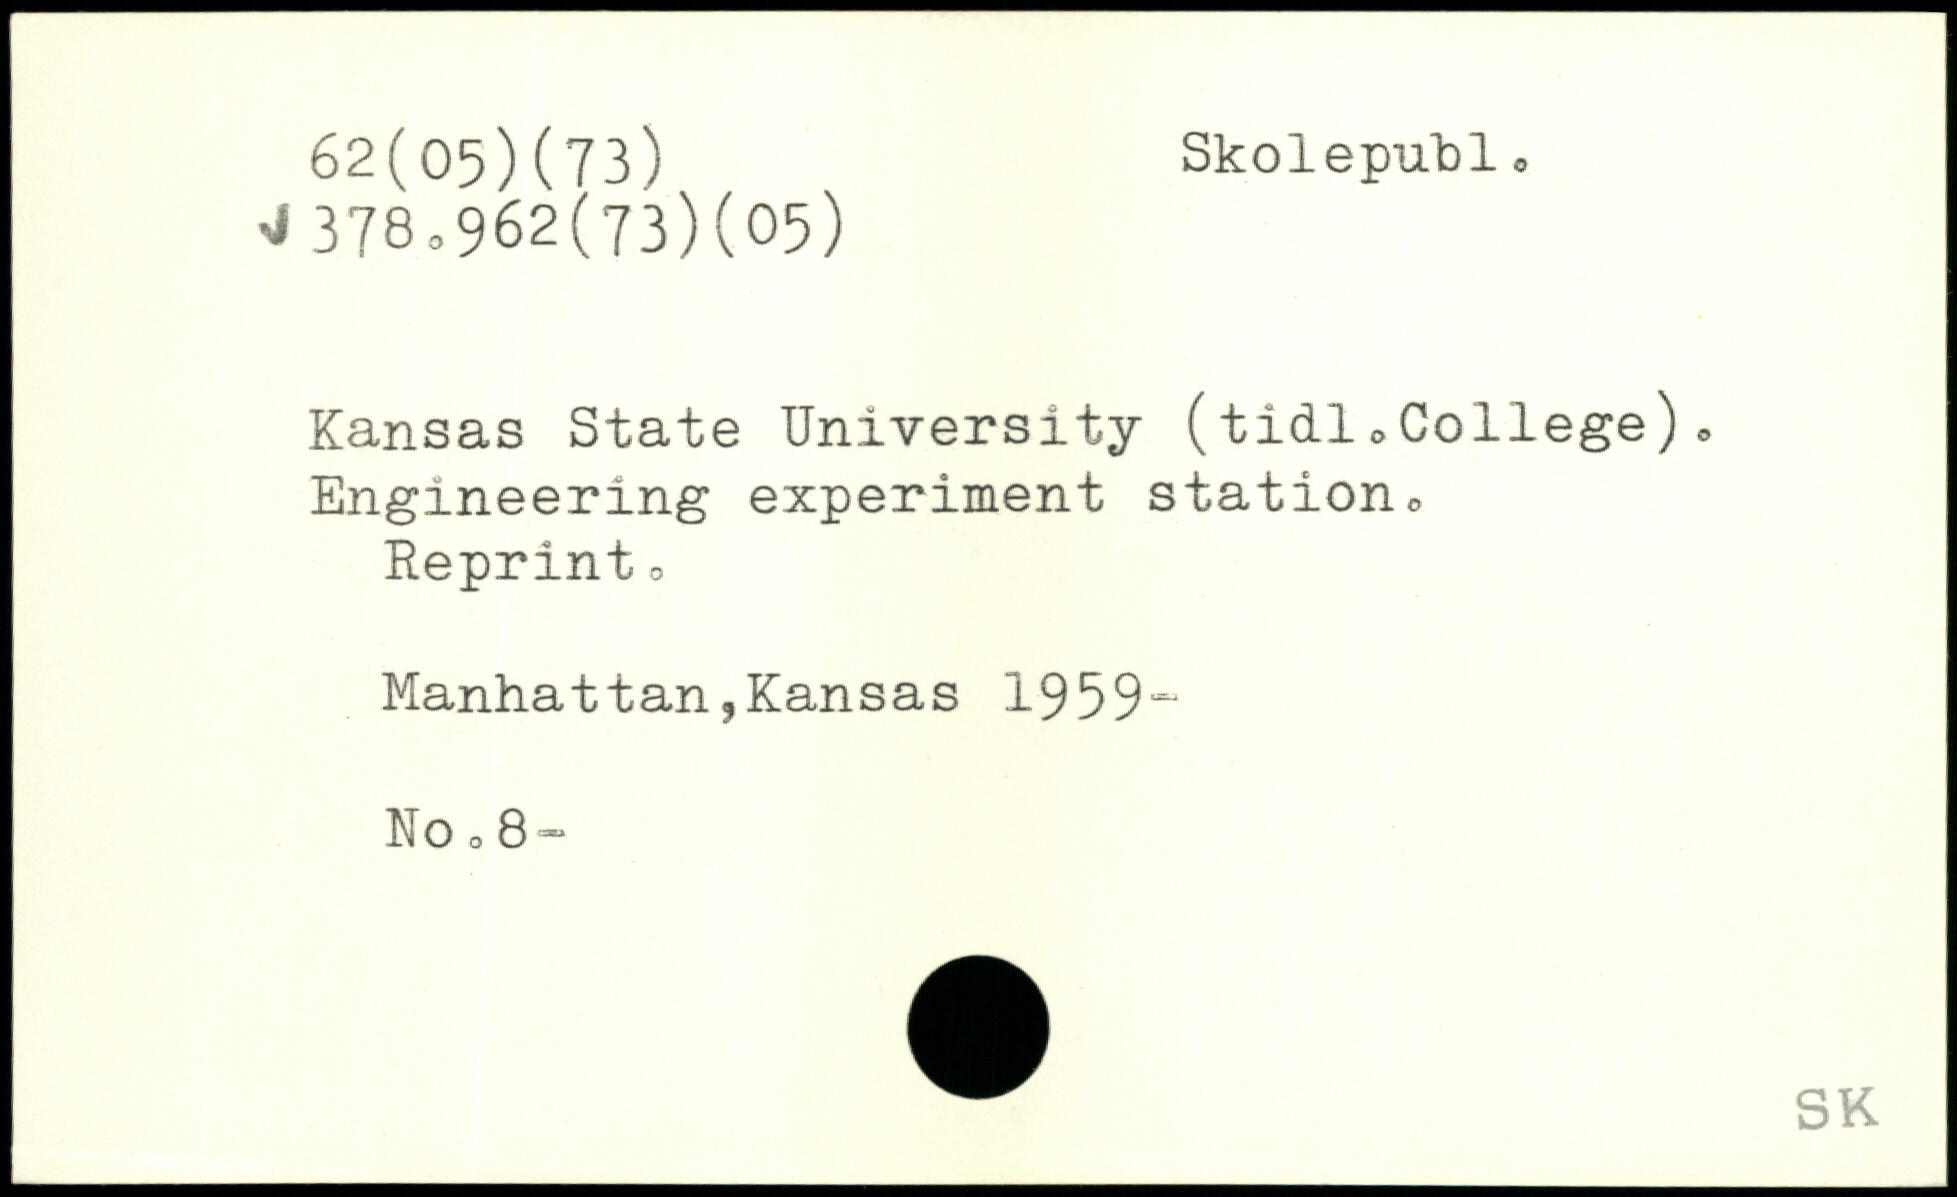 62(05)(73) Skolepubl.
✓ 378.962(73)(05)
Kansas State University (tidl.College).
Engineering experiment station.
Reprint.
Manhattan,Kansas 1959-
No.8-
SK